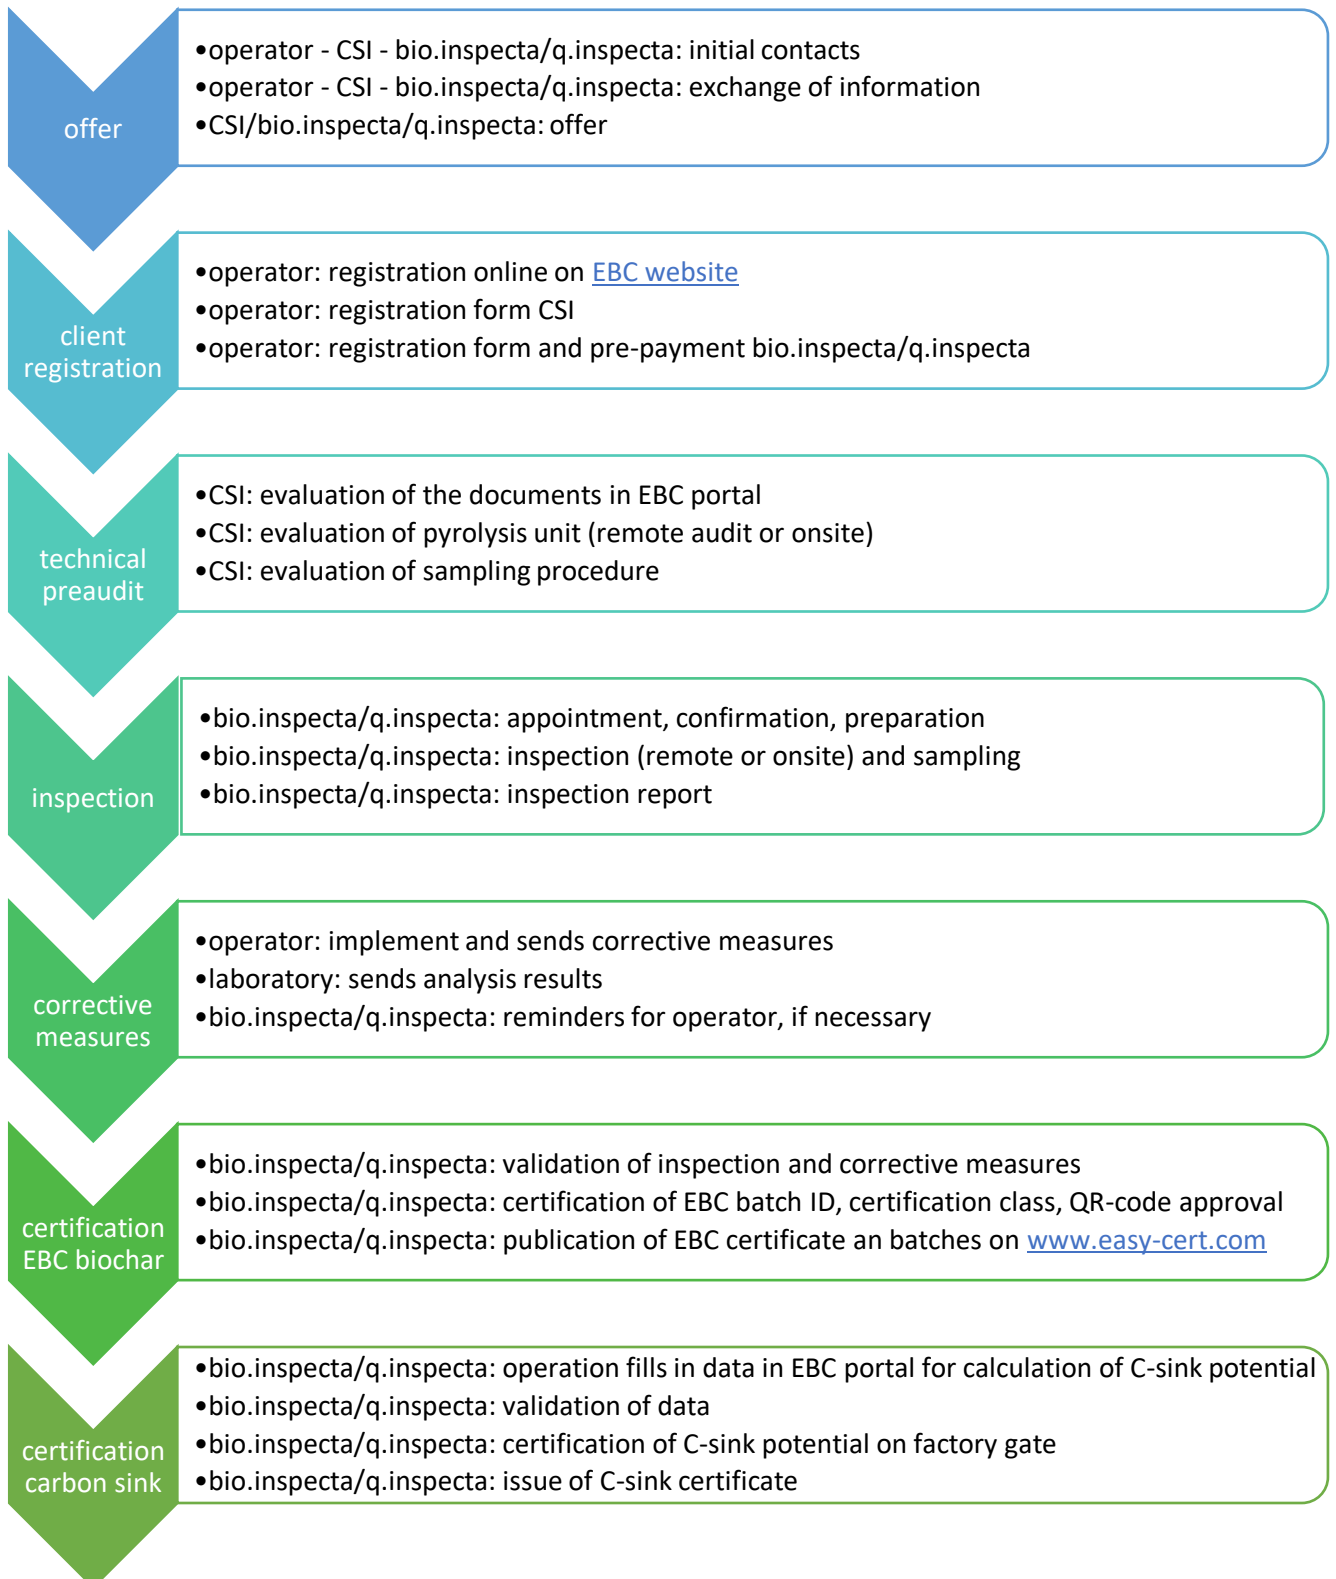 offer
•operator - CSI - bio.inspecta/q.inspecta: initial contacts
•operator - CSI - bio.inspecta/q.inspecta: exchange of information
•CSI/bio.inspecta/q.inspecta: offer
client
registration
•operator: registration online on EBC website
•operator: registration form CSI
•operator: registration form and pre-payment bio.inspecta/q.inspecta
technical
preaudit
•CSI: evaluation of the documents in EBC portal
•CSI: evaluation of pyrolysis unit (remote audit or onsite)
•CSI: evaluation of sampling procedure
inspection
•bio.inspecta/q.inspecta: appointment, confirmation, preparation
•bio.inspecta/q.inspecta: inspection (remote or onsite) and sampling
•bio.inspecta/q.inspecta: inspection report
corrective
measures
•operator: implement and sends corrective measures
•laboratory: sends analysis results
•bio.inspecta/q.inspecta: reminders for operator, if necessary
certification
EBC biochar
•bio.inspecta/q.inspecta: validation of inspection and corrective measures
•bio.inspecta/q.inspecta: certification of EBC batch ID, certification class, QR-code approval
•bio.inspecta/q.inspecta: publication of EBC certificate an batches on www.easy-cert.com
certification
carbon sink
•bio.inspecta/q.inspecta: operation fills in data in EBC portal for calculation of C-sink potential
•bio.inspecta/q.inspecta: validation of data
•bio.inspecta/q.inspecta: certification of C-sink potential on factory gate
•bio.inspecta/q.inspecta: issue of C-sink certificate